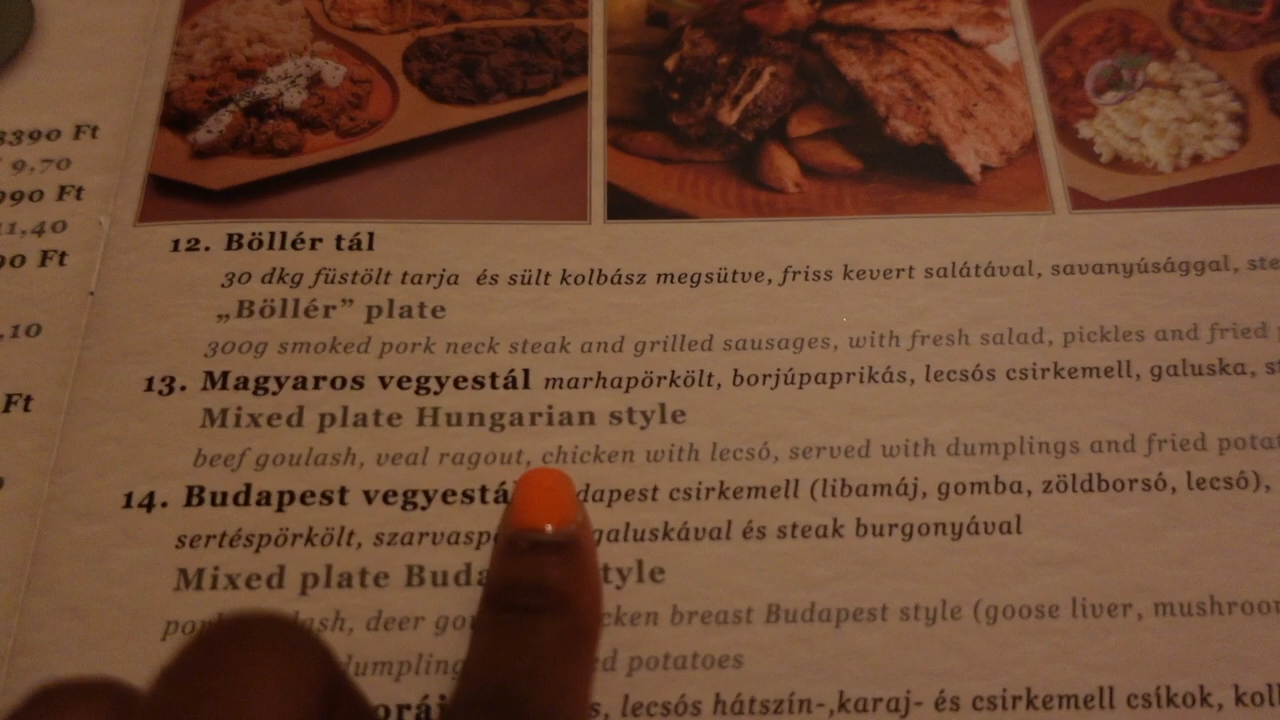 3390 Ft
9,70
990 Ft
11,40
90 Ft
,10
Ft
12. Böllér tál
30 dkg füstölt tarja és sült kolbász megsütve, friss kevert salátával, savanyúsággal,
„Böllér” plate
300g smoked pork neck steak and grilled sausages, with fresh salad, pickles and fried
13. Magyaros vegyestál marhapörkölt, borjúpaprikás, lecsós csirkemell, galuska,
Mixed plate Hungarian style
beef goulash, veal ragout, chicken with lecsó, served with dumplings and fried
14. Budapest csirkemell (libamáj, gomba, zöldborsó, lecsó),
sertéspörkölt, galuskával és steak burgonyával
Mixed plate
deer breast Budapest style (goose liver,
potatoes
lecsós hátszín-,karaj- és csirkemell csíkok,